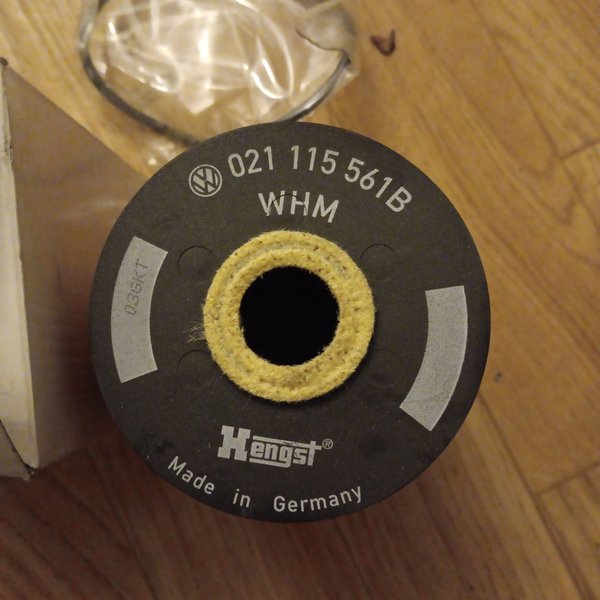 021 115 561B
WHM
03GKT
Hengst®
Made in Germany